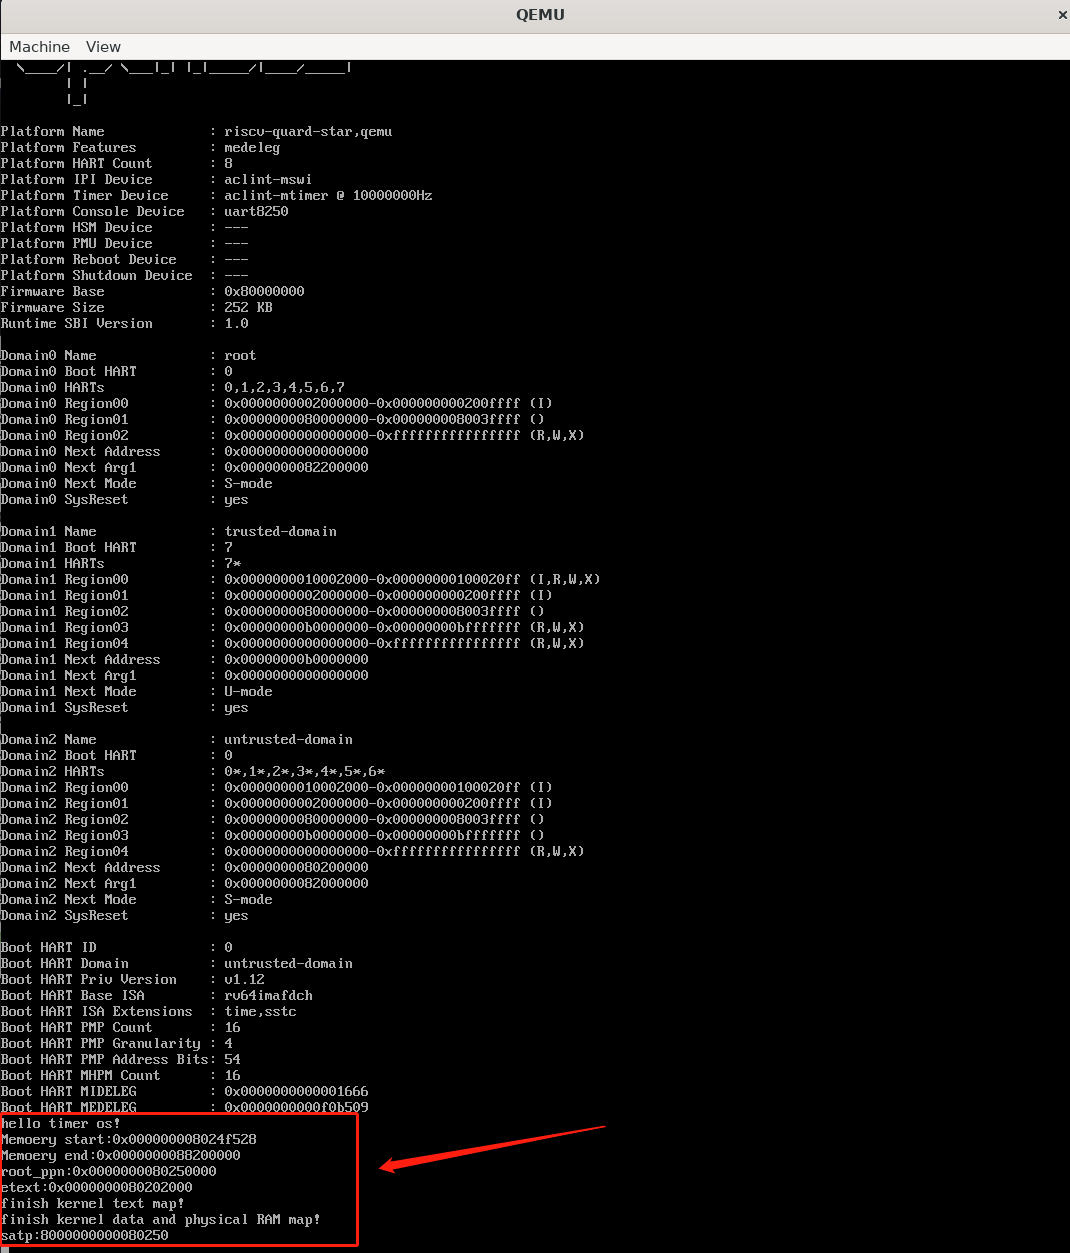 QEMU
Machine View
Platform Name : riscv-quard-star,qemu
Platform Features : medeleg
Platform HART Count : 8
Platform IPI Device : aclint-mswi
Platform Timer Device : aclint-mtimer @ 10000000Hz
Platform Console Device : uart8250
Platform HSM Device : ---
Platform PMU Device : ---
Platform Reboot Device : ---
Platform Shutdown Device : ---
Firmware Base : 0x80000000
Firmware Size : 252 KB
Runtime SBI Version : 1.0
Domain0 Name : root
Domain0 Boot HART : 0
Domain0 HARTs : 0,1,2,3,4,5,6,7
Domain0 Region00 : 0x0000000002000000-0x000000000200ffff (I)
Domain0 Region01 : 0x0000000080000000-0x000000008003ffff ()
Domain0 Region02 : 0x0000000000000000-0xffffffffffffffff (R,W,X)
Domain0 Next Address : 0x0000000000000000
Domain0 Next Arg1 : 0x0000000082200000
Domain0 Next Mode : S-mode
Domain0 SysReset : yes
Domain1 Name : trusted-domain
Domain1 Boot HART : 7
Domain1 HARTs : 7*
Domain1 Region00 : 0x0000000010002000-0x00000000100020ff (I,R,W,X)
Domain1 Region01 : 0x0000000002000000-0x000000000200ffff (I)
Domain1 Region02 : 0x0000000080000000-0x000000008003ffff ()
Domain1 Region03 : 0x00000000b0000000-0x00000000bfffffff (R,W,X)
Domain1 Region04 : 0x0000000000000000-0xffffffffffffffff (R,W,X)
Domain1 Next Address : 0x00000000b0000000
Domain1 Next Arg1 : 0x0000000000000000
Domain1 Next Mode : U-mode
Domain1 SysReset : yes
Domain2 Name : untrusted-domain
Domain2 Boot HART : 0
Domain2 HARTs : 0*,1*,2*,3*,4*,5*,6*
Domain2 Region00 : 0x0000000010002000-0x00000000100020ff (I)
Domain2 Region01 : 0x0000000002000000-0x000000000200ffff (I)
Domain2 Region02 : 0x0000000080000000-0x000000008003ffff ()
Domain2 Region03 : 0x00000000b0000000-0x00000000bfffffff ()
Domain2 Region04 : 0x0000000000000000-0xffffffffffffffff (R,W,X)
Domain2 Next Address : 0x0000000080200000
Domain2 Next Arg1 : 0x0000000082000000
Domain2 Next Mode : S-mode
Domain2 SysReset : yes
Boot HART ID : 0
Boot HART Domain : untrusted-domain
Boot HART Priv Version : v1.12
Boot HART Base ISA : rv64imafdch
Boot HART ISA Extensions : time,sstc
Boot HART PMP Count : 16
Boot HART PMP Granularity : 4
Boot HART PMP Address Bits: 54
Boot HART MHPM Count : 16
Boot HART MIDELEG : 0x0000000000001666
Boot HART MEDELEG : 0x0000000000f0b509
hello timer os!
Memoery start:0x000000008024f528
Memoery end:0x0000000088200000
root_ppn:0x0000000080250000
etext:0x0000000080202000
finish kernel text map!
finish kernel data and physical RAM map!
satp:8000000000080250